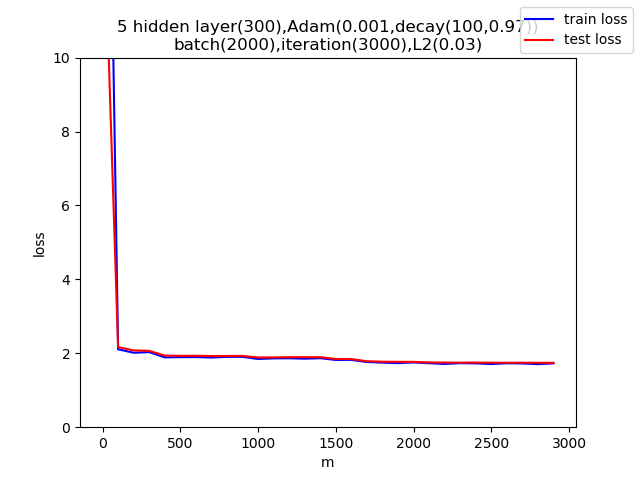 5 hidden layer(300),Adam(0.001,decay(100,0.97))
batch(2000),iteration(3000),L2(0.03)
train loss
test loss
10
8
6
4
2
0
loss
0 500 1000 1500 2000 2500 3000
m